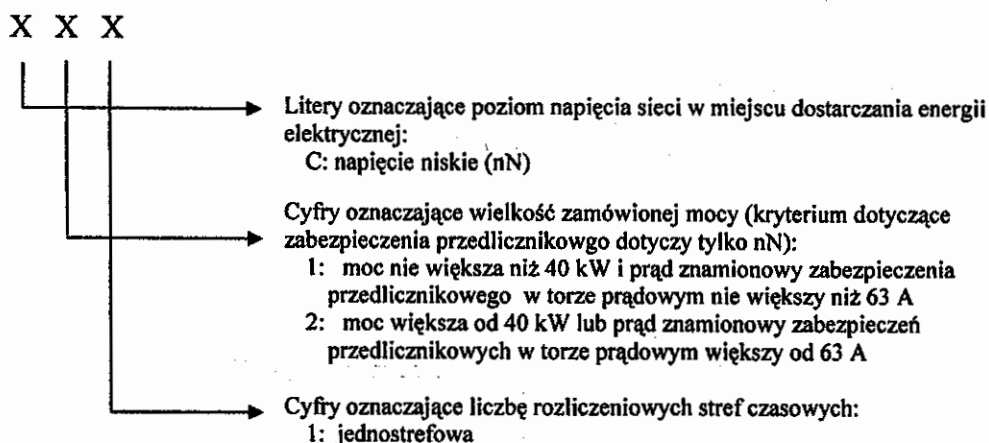 X X X
Litery oznaczające poziom napięcia sieci w miejscu dostarczania energii
elektrycznej:
C: napięcie niskie (nN)
Cyfry oznaczające wielkość zamówionej mocy (kryterium dotyczące
zabezpieczenia przedlicznikowgo dotyczy tylko nN):
1: moc nie większa niż 40 kW i prąd znamionowy zabezpieczenia
przedlicznikowego w torze prądowym nie większy niż 63 A
2: moc większa od 40 kW lub prąd znamionowy zabezpieczeń
przedlicznikowych w torze prądowym większy od 63 A
Cyfry oznaczające liczbę rozliczeniowych stref czasowych:
1: jednostrefowa